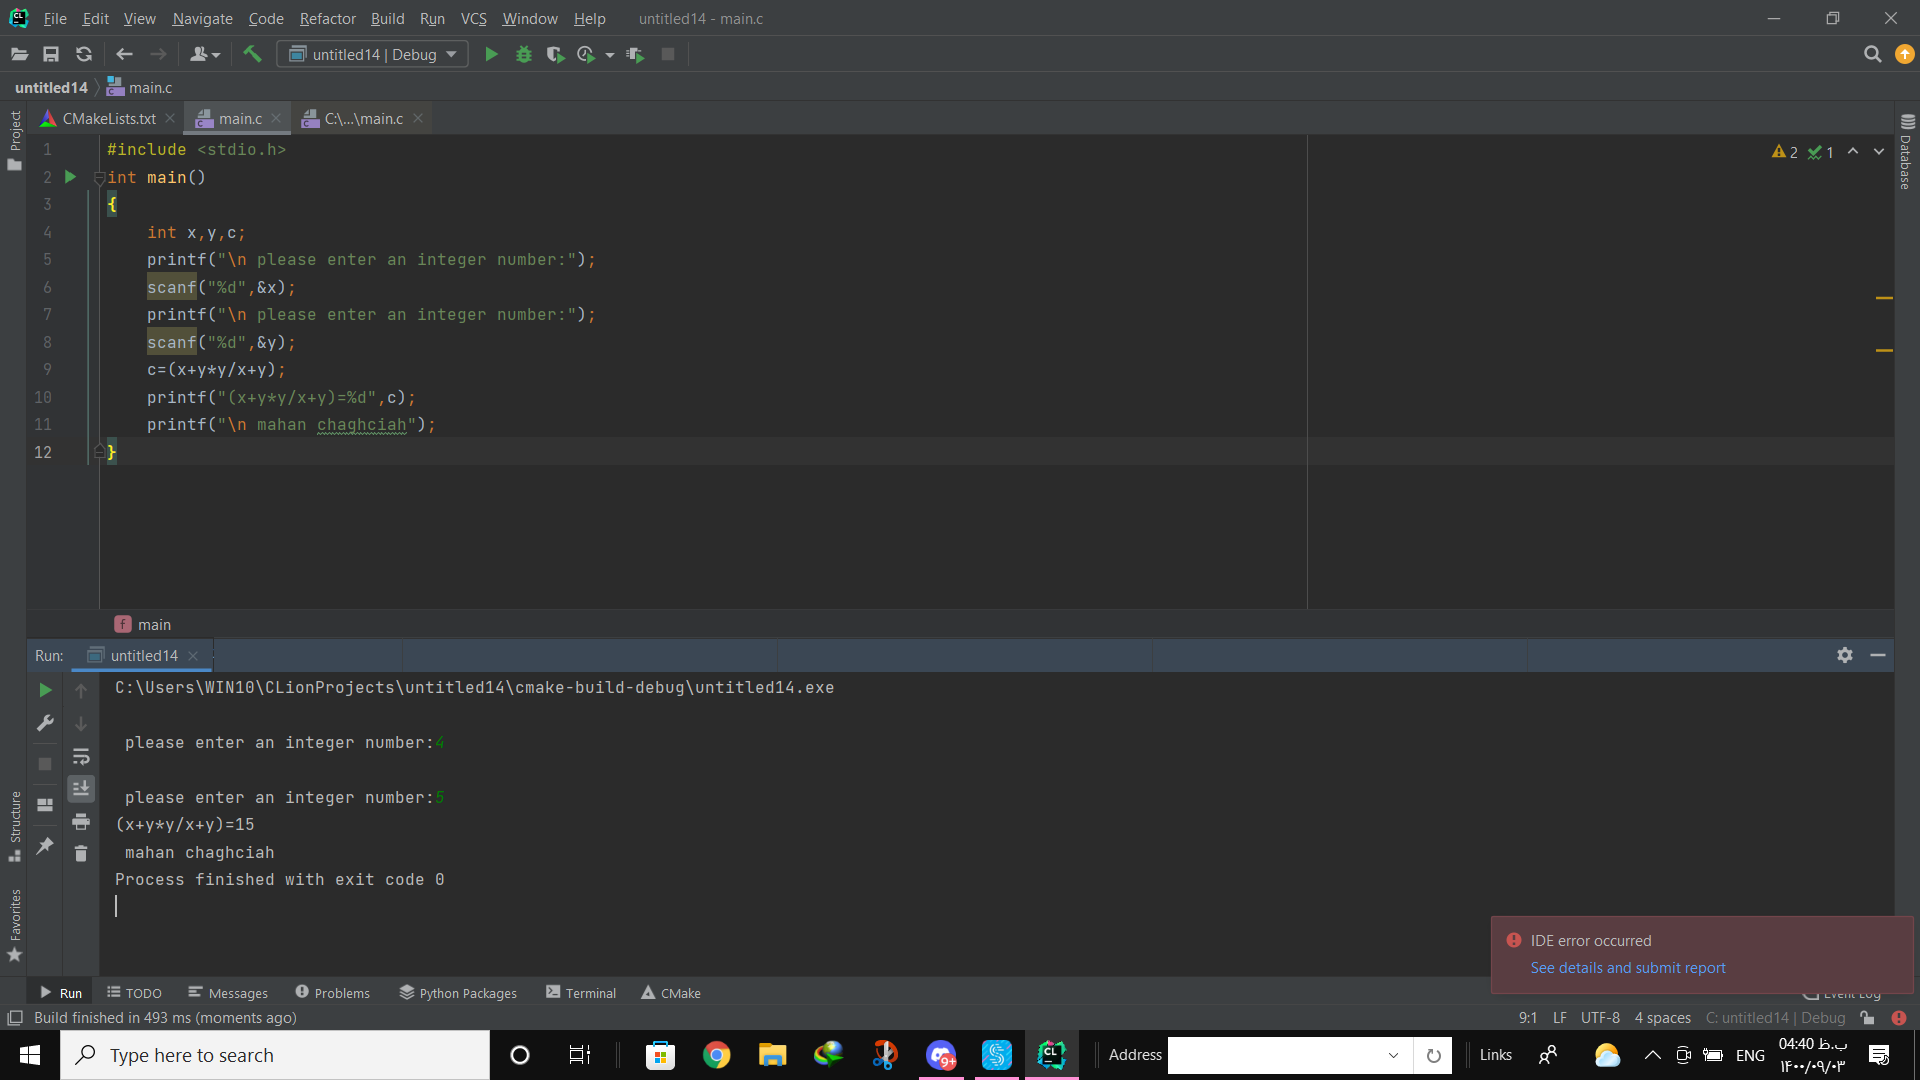 File Edit View Navigate Code Refactor Build Run VCS Window Help untitled14 - main.c
untitled14 | Debug
untitled14 main.c
CMakeLists.txt main.c C:\...\main.c
Project
Database
2 1
1 #include <stdio.h>
2 int main()
3 {
4 int x,y,c;
5 printf("\n please enter an integer number:");
6 scanf("%d",&x);
7 printf("\n please enter an integer number:");
8 scanf("%d",&y);
9 c=(x+y*y/x+y);
10 printf("(x+y*y/x+y)=%d",c);
11 printf("\n mahan chaghciah");
12 }
f main
Run: untitled14
C:\Users\WIN10\CLionProjects\untitled14\cmake-build-debug\untitled14.exe
please enter an integer number:4
please enter an integer number:5
(x+y*y/x+y)=15
mahan chaghciah
Process finished with exit code 0
Structure
Favorites
IDE error occurred
See details and submit report
Run TODO Messages Problems Python Packages Terminal CMake Event Log
Build finished in 493 ms (moments ago)
9:1 LF UTF-8 4 spaces C: untitled14 | Debug
Type here to search
9+
CL
Address
Links
ENG
04:40 ب.ظ
۱۴۰۰/۰۹/۰۳